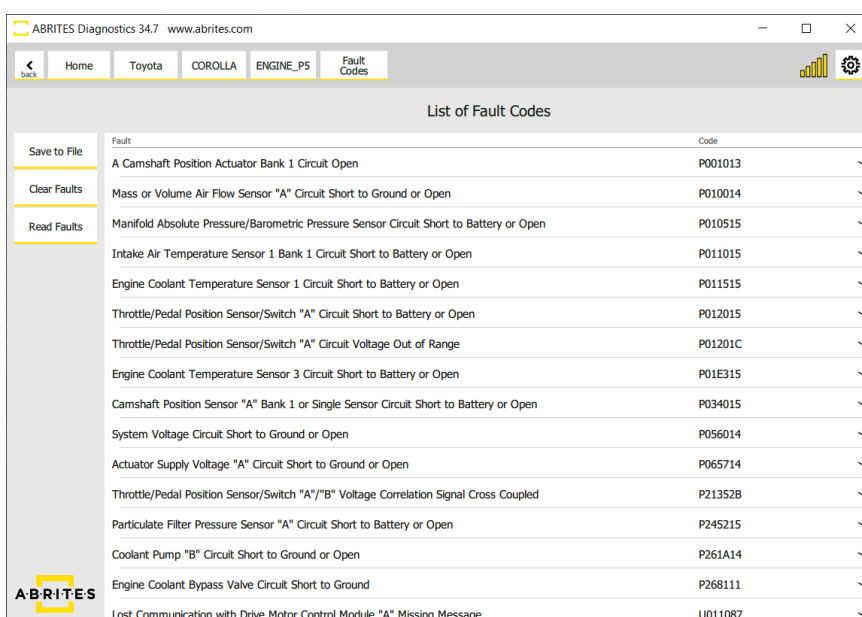 ABRITES Diagnostics 34.7 www.abrites.com
back Home Toyota COROLLA ENGINE_P5 Fault Codes
List of Fault Codes
Save to File
Clear Faults
Read Faults
Fault Code
A Camshaft Position Actuator Bank 1 Circuit Open P001013
Mass or Volume Air Flow Sensor "A" Circuit Short to Ground or Open P010014
Manifold Absolute Pressure/Barometric Pressure Sensor Circuit Short to Battery or Open P010515
Intake Air Temperature Sensor 1 Bank 1 Circuit Short to Battery or Open P011015
Engine Coolant Temperature Sensor 1 Circuit Short to Battery or Open P011515
Throttle/Pedal Position Sensor/Switch "A" Circuit Short to Battery or Open P012015
Throttle/Pedal Position Sensor/Switch "A" Circuit Voltage Out of Range P01201C
Engine Coolant Temperature Sensor 3 Circuit Short to Battery or Open P01E315
Camshaft Position Sensor "A" Bank 1 or Single Sensor Circuit Short to Battery or Open P034015
System Voltage Circuit Short to Ground or Open P056014
Actuator Supply Voltage "A" Circuit Short to Ground or Open P065714
Throttle/Pedal Position Sensor/Switch "A"/"B" Voltage Correlation Signal Cross Coupled P21352B
Particulate Filter Pressure Sensor "A" Circuit Short to Battery or Open P245215
Coolant Pump "B" Circuit Short to Ground or Open P261A14
Engine Coolant Bypass Valve Circuit Short to Ground P268111
Lost Communication with Drive Motor Control Module "A" Missing Message U011087
A·B·R·I·T·E·S